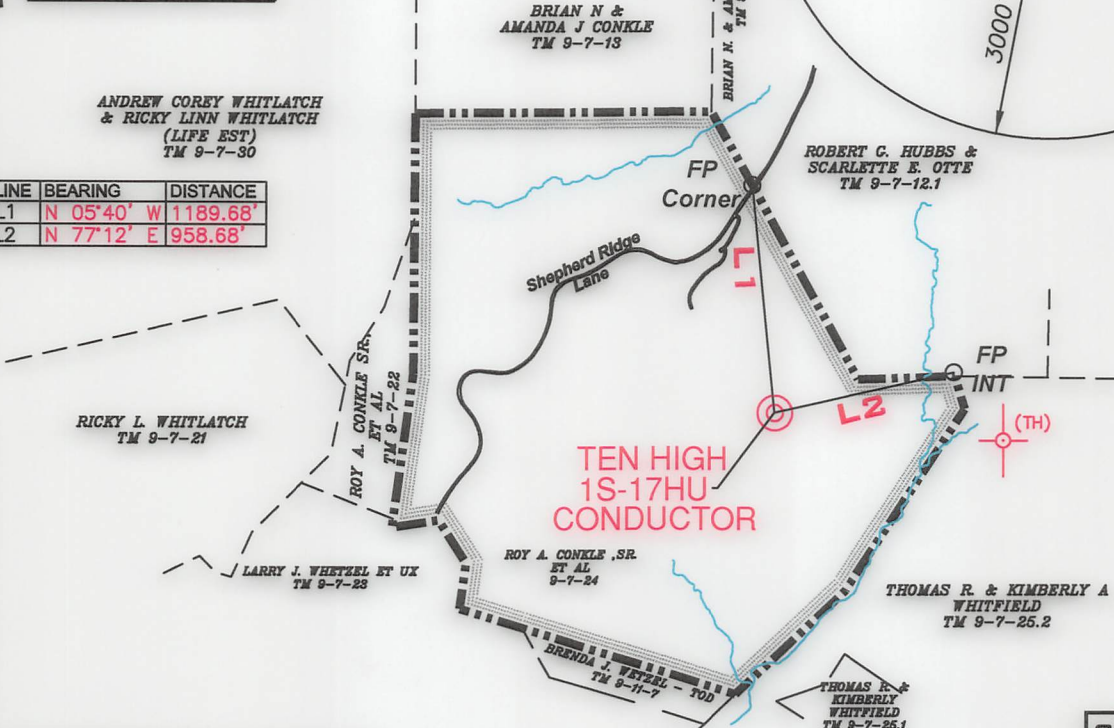 BRIAN N &
AMANDA J CONKLE
TM 9-7-13
BRIAN N. &
3000
ANDREW COREY WHITLATCH
& RICKY LINN WHITLATCH
(LIFE EST)
TM 9-7-30
LINE BEARING DISTANCE
L1 N 05°40' W 1189.68'
L2 N 77°12' E 958.68'
FP
Corner
ROBERT G. HUBBS &
SCARLETTE E. OTTE
TM 9-7-12.1
Shepherd Ridge
Lane
L1
FP
INT
L2
(TH)
ROY A. CONKLE SR.,
ET AL
TM 9-7-22
RICKY L. WHITLATCH
TM 9-7-21
TEN HIGH
1S-17HU
CONDUCTOR
ROY A. CONKLE ,SR.
ET AL
9-7-24
LARRY J. WHETZEL ET UX
TM 9-7-23
THOMAS R. & KIMBERLY A
WHITFIELD
TM 9-7-25.2
BRENDA J. WETZEL - TOD
TM 9-11-7
THOMAS R. &
KIMBERLY
WHITFIELD
TM 9-7-25.1